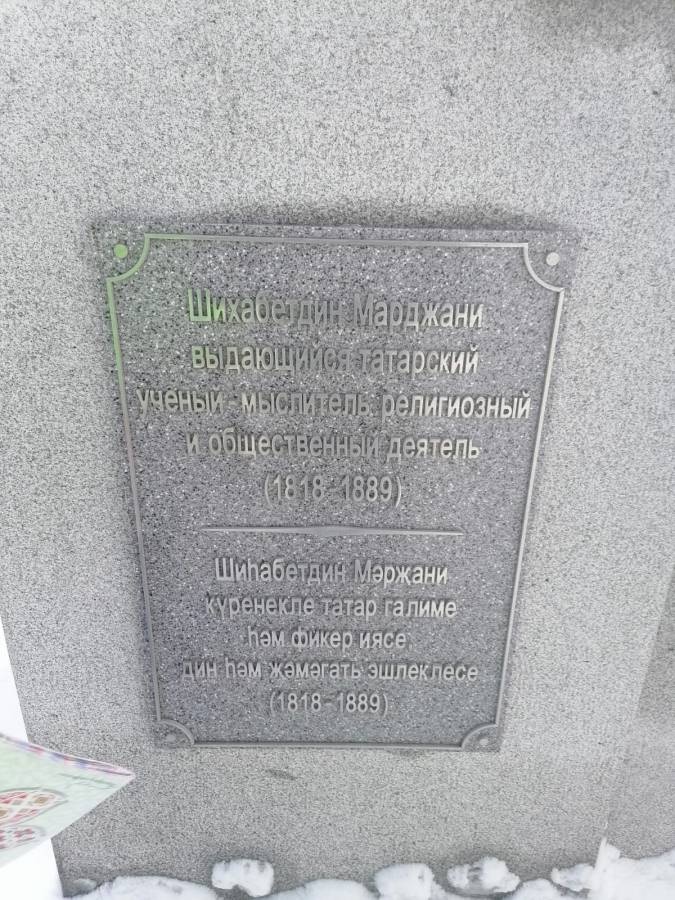 Шихабетдин Марджани
выдающийся татарский
ученый - мыслитель, религиозный
и общественный деятель
(1818 - 1889)
Шиһабетдин Мәрҗани
күренекле татар галиме
һәм фикер иясе,
дин һәм җәмәгать эшлеклесе
(1818 - 1889)